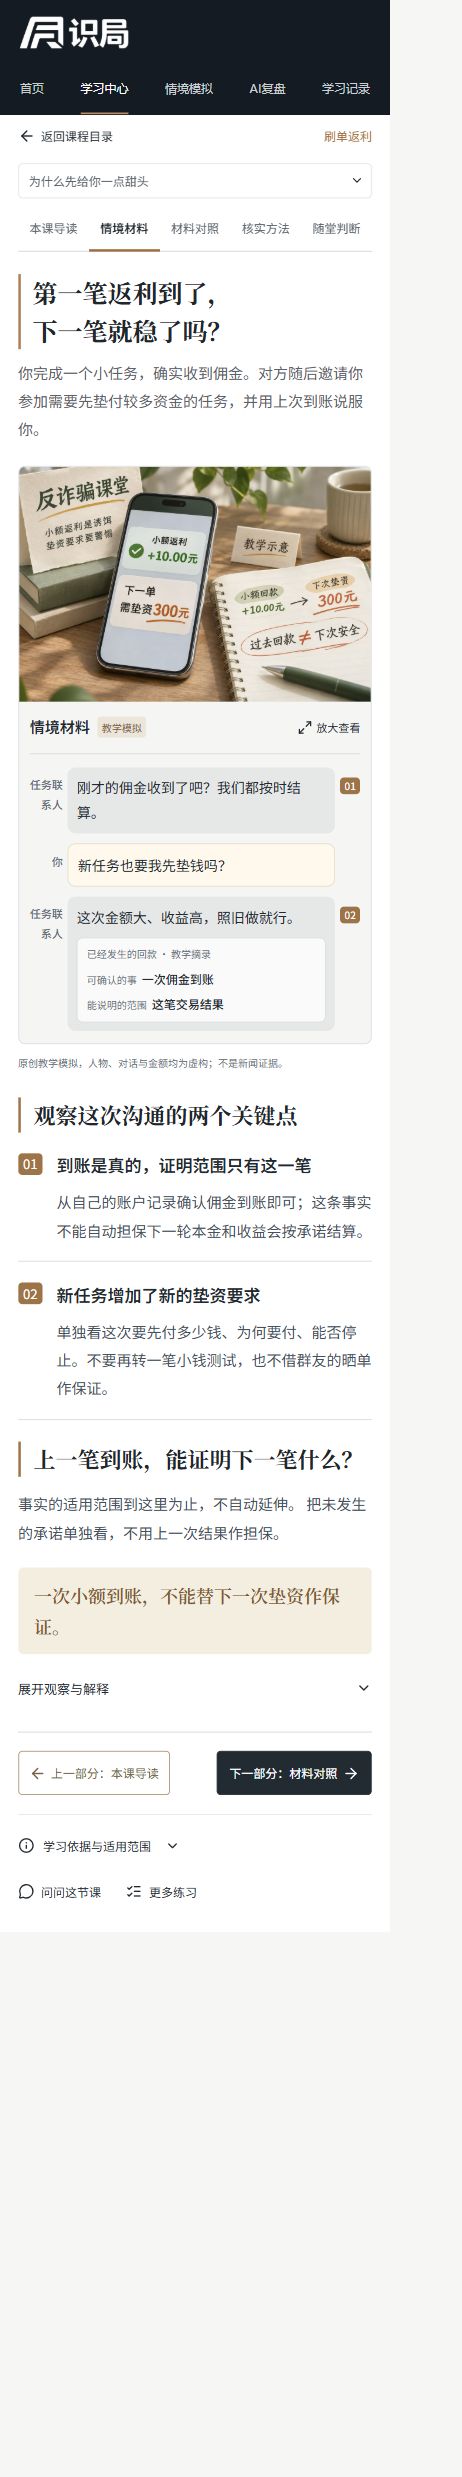 识局
首页 学习中心 情境模拟 AI复盘 学习记录
返回课程目录 刷单返利
为什么先给你一点甜头
本课导读 情境材料 材料对照 核实方法 随堂判断
第一笔返利到了，
下一笔就稳了吗？
你完成一个小任务，确实收到佣金。对方随后邀请你
参加需要先垫付较多资金的任务，并用上次到账说服
你。
反诈骗课堂
小额返利是诱饵
垫资要求要警惕
小额返利
+10.00元
下一单
需垫资300元
教学示意
小额回款
+10.00元
下次垫资
300元
过去回款 ≠ 下次安全
情境材料 教学模拟 放大查看
任务联
系人
刚才的佣金收到了吧？我们都按时结
算。
01
你
新任务也要我先垫钱吗？
任务联
系人
这次金额大、收益高，照旧做就行。
02
已经发生的回款 · 教学摘录
可确认的事 一次佣金到账
能说明的范围 这笔交易结果
原创教学模拟，人物、对话与金额均为虚构；不是新闻证据。
观察这次沟通的两个关键点
01 到账是真的，证明范围只有这一笔
从自己的账户记录确认佣金到账即可；这条事实
不能自动担保下一轮本金和收益会按承诺结算。
02 新任务增加了新的垫资要求
单独看这次要先付多少钱、为何要付、能否停
止。不要再转一笔小钱测试，也不借群友的晒单
作保证。
上一笔到账，能证明下一笔什么？
事实的适用范围到这里为止，不自动延伸。 把未发生
的承诺单独看，不用上一次结果作担保。
一次小额到账，不能替下一次垫资作保
证。
展开观察与解释
上一部分：本课导读 下一部分：材料对照
学习依据与适用范围
问问这节课 更多练习